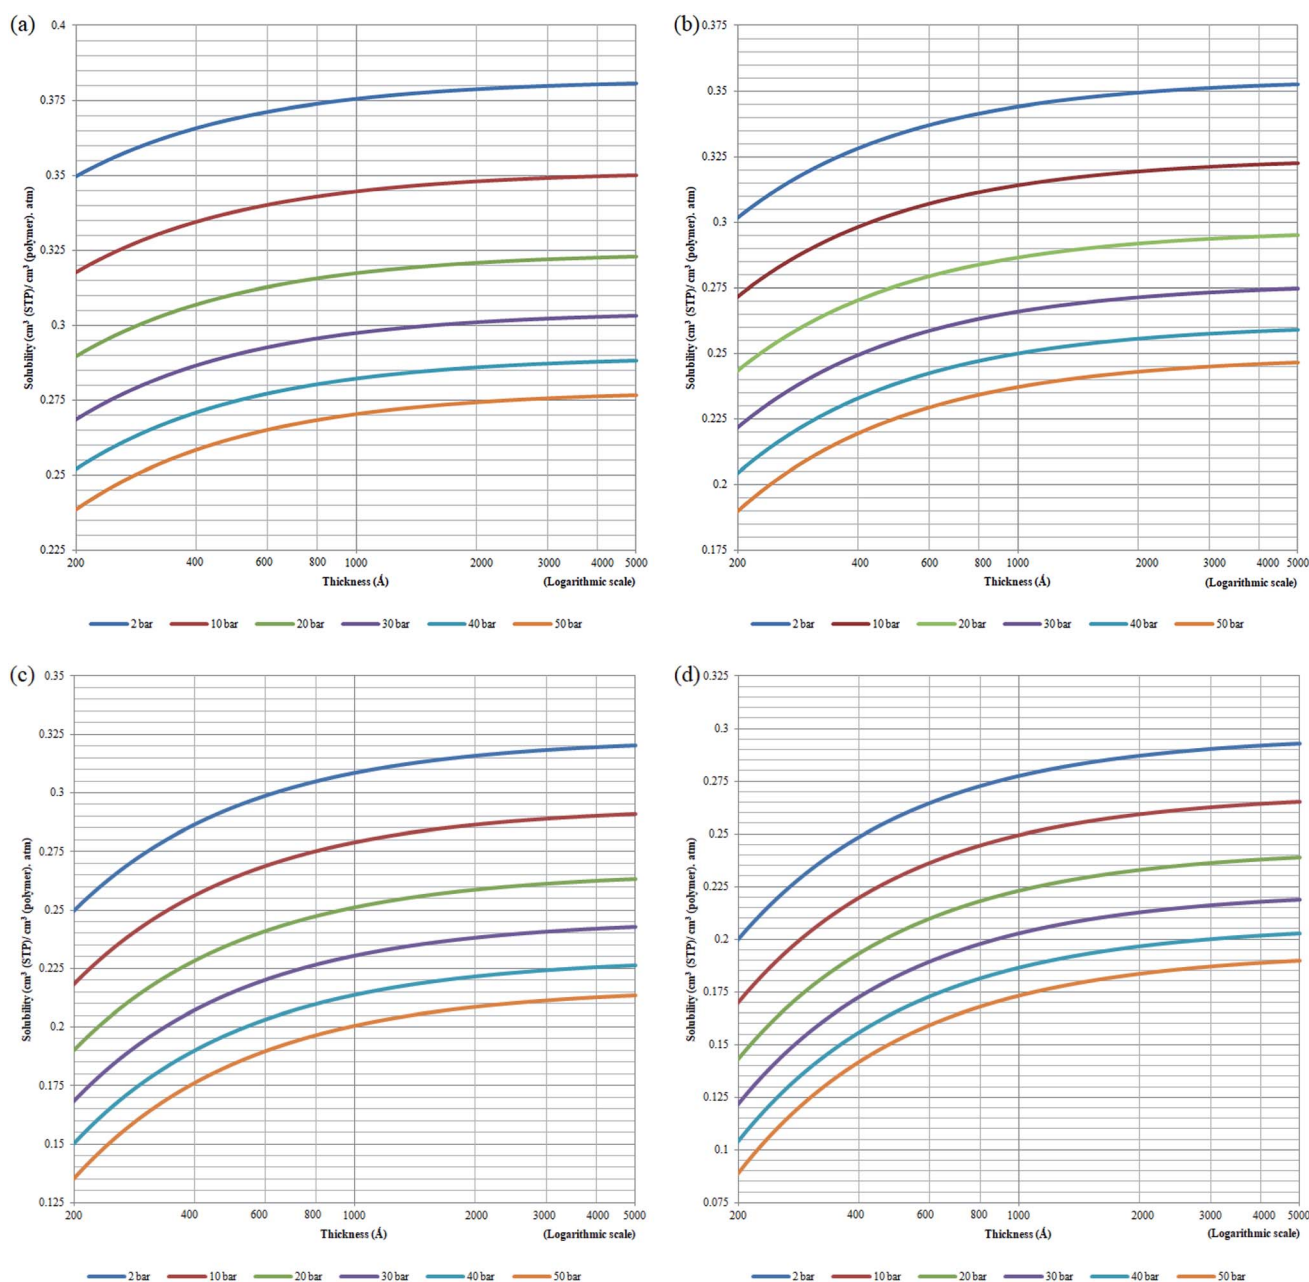 (a)
0.4
0.375
0.35
0.325
0.3
0.275
0.25
0.225
Solubility (cm³ (STP)/ cm³ (polymer). atm)
200 400 600 800 1000 2000 3000 4000 5000
Thickness (Å) (Logarithmic scale)
2 bar 10 bar 20 bar 30 bar 40 bar 50 bar
(b)
0.375
0.35
0.325
0.3
0.275
0.25
0.225
0.2
0.175
Solubility (cm³ (STP)/ cm³ (polymer). atm)
200 400 600 800 1000 2000 3000 4000 5000
Thickness (Å) (Logarithmic scale)
2 bar 10 bar 20 bar 30 bar 40 bar 50 bar
(c)
0.35
0.325
0.3
0.275
0.25
0.225
0.2
0.175
0.15
0.125
Solubility (cm³ (STP)/ cm³ (polymer). atm)
200 400 600 800 1000 2000 3000 4000 5000
Thickness (Å) (Logarithmic scale)
2 bar 10 bar 20 bar 30 bar 40 bar 50 bar
(d)
0.325
0.3
0.275
0.25
0.225
0.2
0.175
0.15
0.125
0.1
0.075
Solubility (cm³ (STP)/ cm³ (polymer). atm)
200 400 600 800 1000 2000 3000 4000 5000
Thickness (Å) (Logarithmic scale)
2 bar 10 bar 20 bar 30 bar 40 bar 50 bar